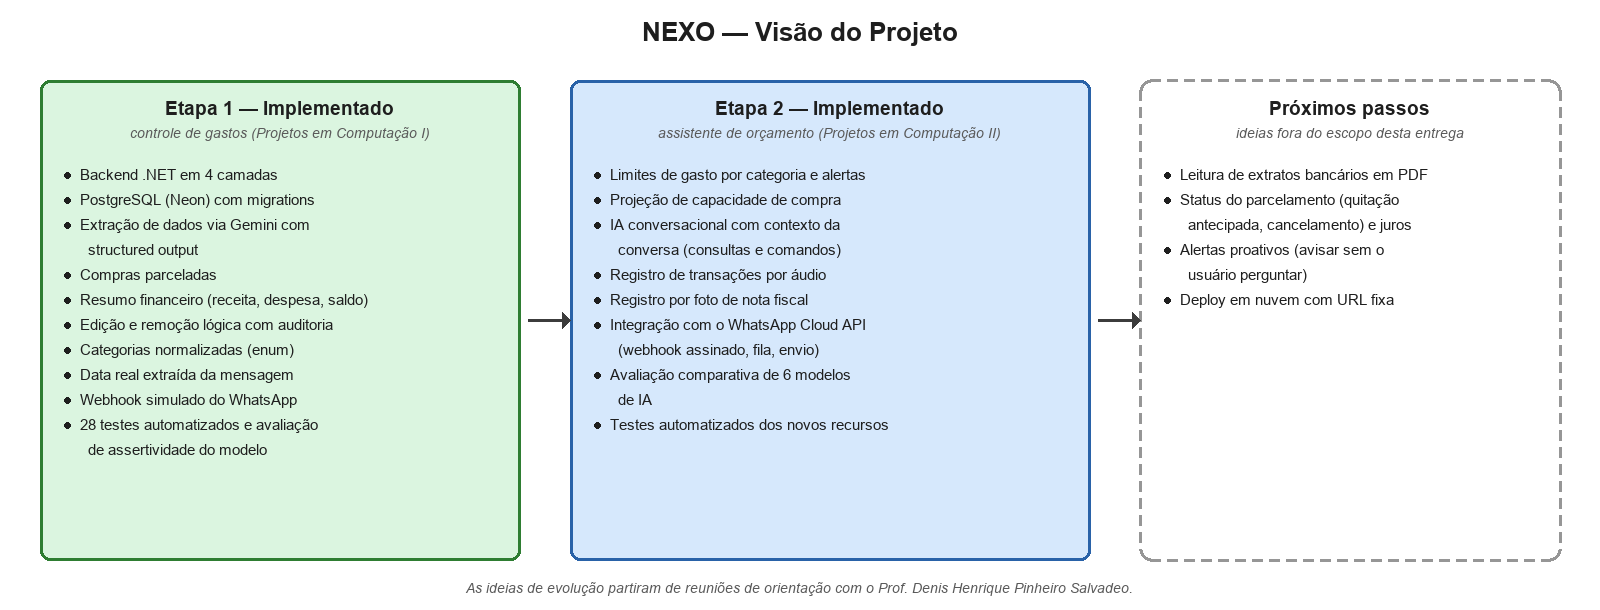 NEXO — Visão do Projeto
Etapa 1 — Implementado
controle de gastos (Projetos em Computação I)
• Backend .NET em 4 camadas
• PostgreSQL (Neon) com migrations
• Extração de dados via Gemini com
structured output
• Compras parceladas
• Resumo financeiro (receita, despesa, saldo)
• Edição e remoção lógica com auditoria
• Categorias normalizadas (enum)
• Data real extraída da mensagem
• Webhook simulado do WhatsApp
• 28 testes automatizados e avaliação
de assertividade do modelo
Etapa 2 — Implementado
assistente de orçamento (Projetos em Computação II)
• Limites de gasto por categoria e alertas
• Projeção de capacidade de compra
• IA conversacional com contexto da
conversa (consultas e comandos)
• Registro de transações por áudio
• Registro por foto de nota fiscal
• Integração com o WhatsApp Cloud API
(webhook assinado, fila, envio)
• Avaliação comparativa de 6 modelos
de IA
• Testes automatizados dos novos recursos
Próximos passos
ideias fora do escopo desta entrega
• Leitura de extratos bancários em PDF
• Status do parcelamento (quitação
antecipada, cancelamento) e juros
• Alertas proativos (avisar sem o
usuário perguntar)
• Deploy em nuvem com URL fixa
As ideias de evolução partiram de reuniões de orientação com o Prof. Denis Henrique Pinheiro Salvadeo.